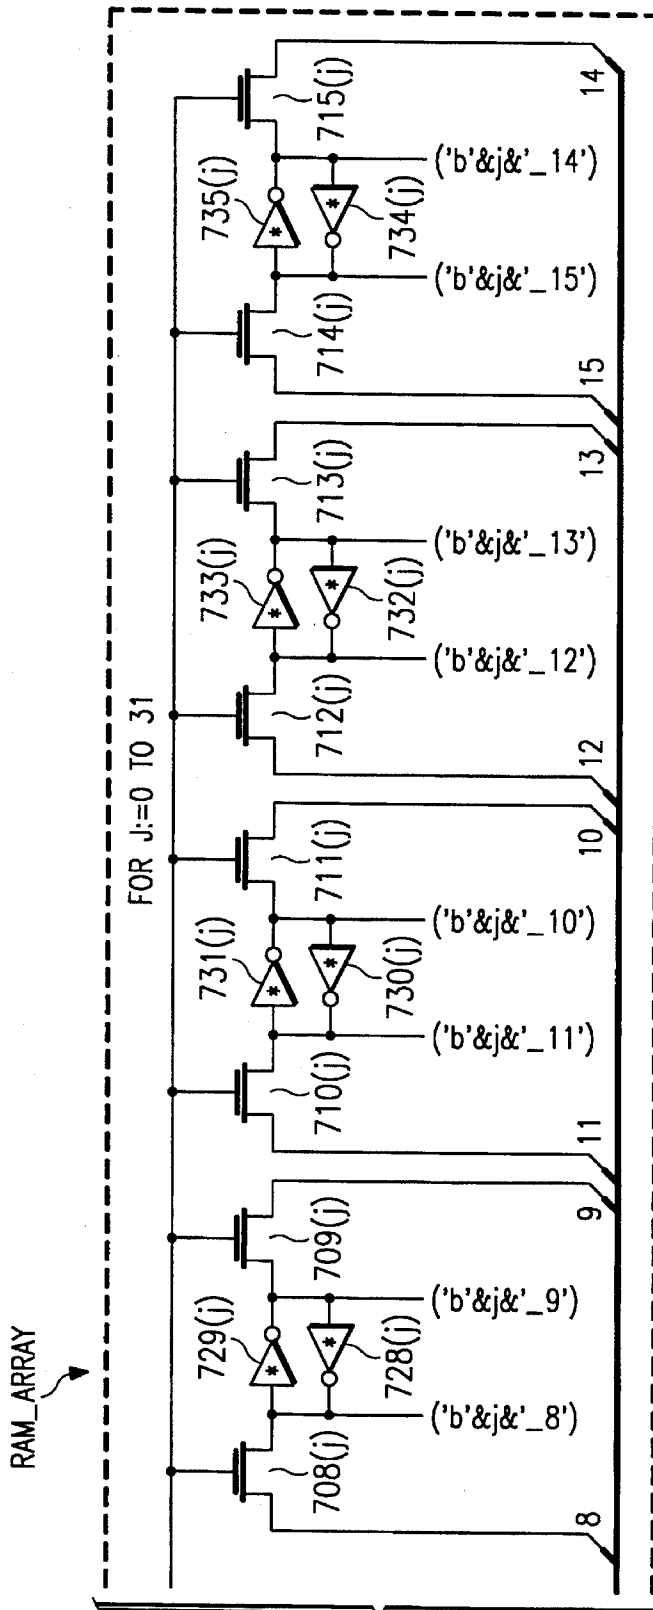 RAM_ARRAY
FOR J:=0 TO 31
729(j)
731(j)
733(j)
735(j)
708(j)
709(j)
710(j)
711(j)
712(j)
713(j)
714(j)
715(j)
728(j)
730(j)
732(j)
734(j)
('b'&j&'_8')
('b'&j&'_9')
('b'&j&'_11')
('b'&j&'_10')
('b'&j&'_12')
('b'&j&'_13')
('b'&j&'_15')
('b'&j&'_14')
8
9
11
10
12
13
15
14